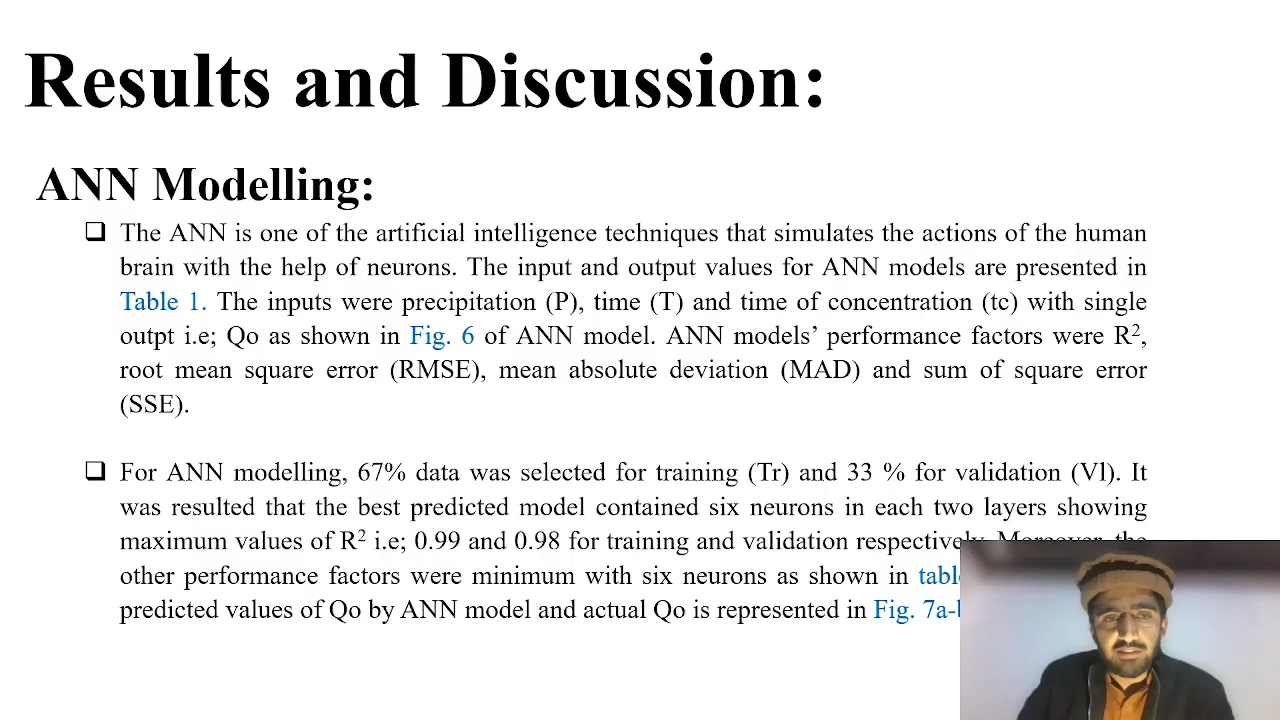 Results and Discussion:
ANN Modelling:
The ANN is one of the artificial intelligence techniques that simulates the actions of the human
brain with the help of neurons. The input and output values for ANN models are presented in
Table 1. The inputs were precipitation (P), time (T) and time of concentration (tc) with single
outpt i.e; Qo as shown in Fig. 6 of ANN model. ANN models’ performance factors were R², 
root mean square error (RMSE), mean absolute deviation (MAD) and sum of square error
(SSE).
For ANN modelling, 67% data was selected for training (Tr) and 33 % for validation (Vl). It
was resulted that the best predicted model contained six neurons in each two layers showing
maximum values of R² i.e; 0.99 and 0.98 for training and validation respectively. Moreover, the
other performance factors were minimum with six neurons as shown in
predicted values of Qo by ANN model and actual Qo is represented in Fig.